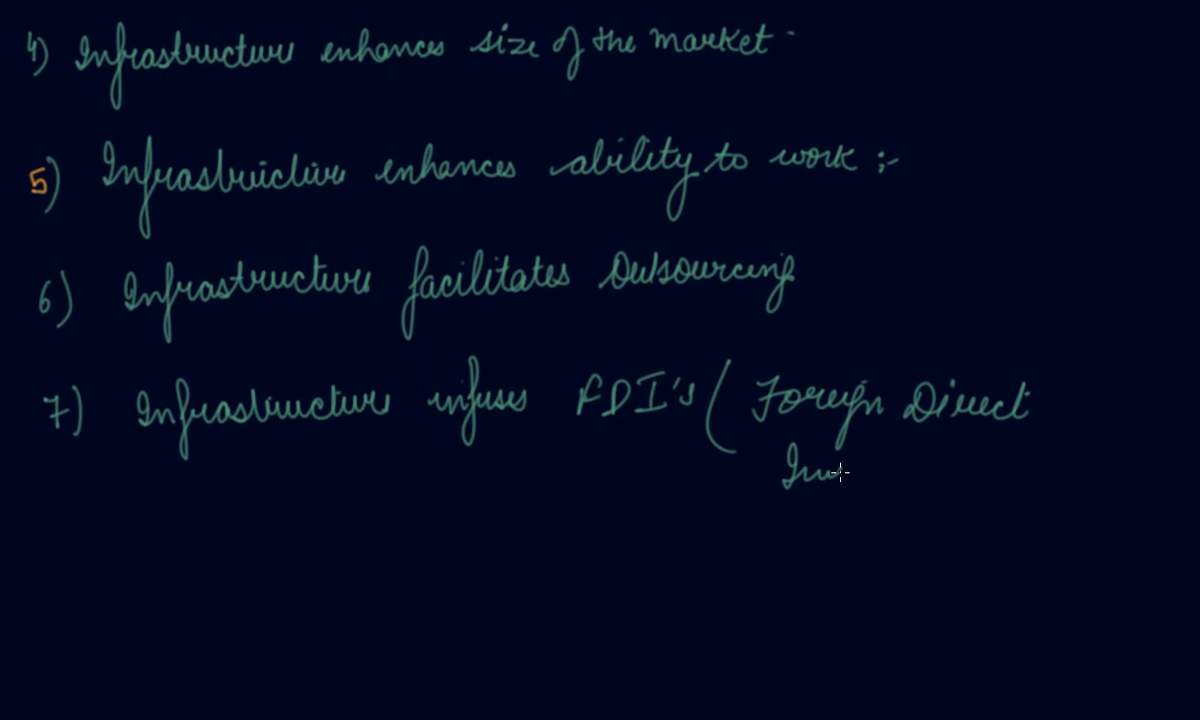 4) Infrastructure enhances size of the market.
5) Infrastructure enhances ability to work :-
6) Infrastructure facilitates Outsourcing
7) Infrastructure infuses FDI's ( Foreign Direct
Inv